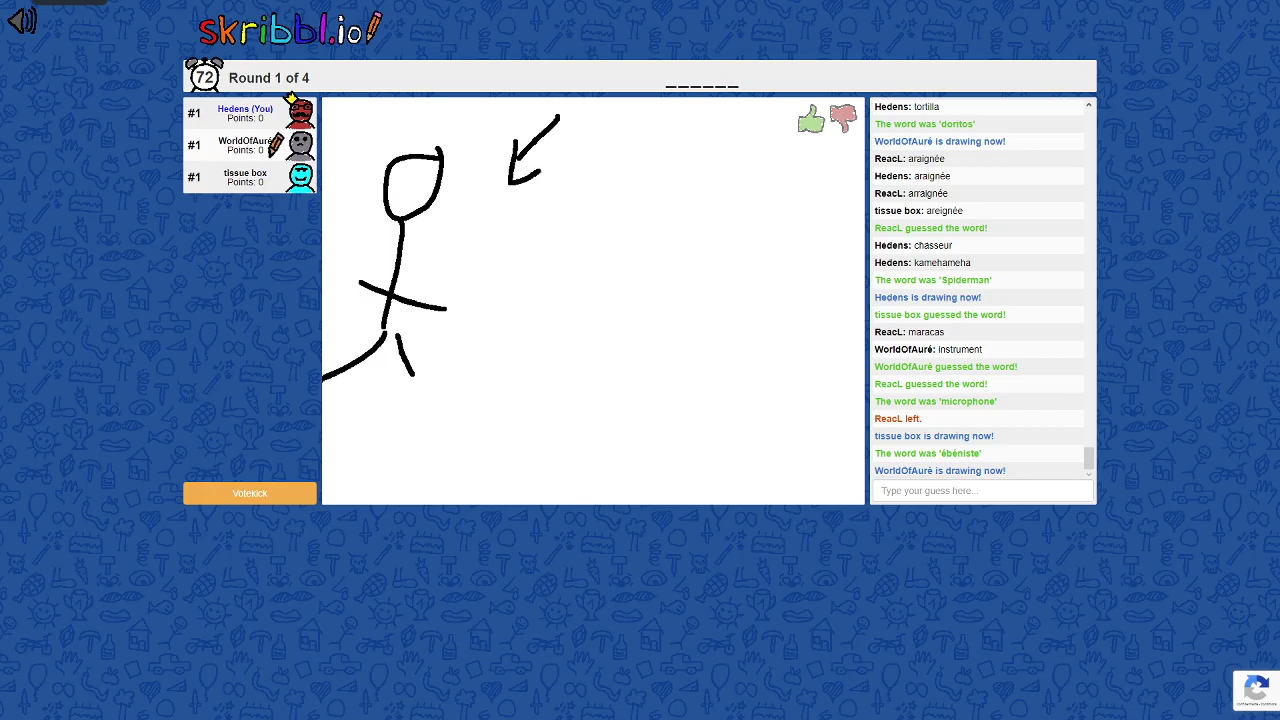 skribbl.io
72
Round 1 of 4
______
#1
Hedens (You)
Points: 0
#1
WorldOfAuré
Points: 0
#1
tissue box
Points: 0
Votekick
Hedens: tortilla
The word was 'doritos'
WorldOfAuré is drawing now!
ReacL: araignée
Hedens: araignée
ReacL: arraignée
tissue box: areignée
ReacL guessed the word!
Hedens: chasseur
Hedens: kamehameha
The word was 'Spiderman'
Hedens is drawing now!
tissue box guessed the word!
ReacL: maracas
WorldOfAuré: instrument
WorldOfAuré guessed the word!
ReacL guessed the word!
The word was 'microphone'
ReacL left.
tissue box is drawing now!
The word was 'ébéniste'
WorldOfAuré is drawing now!
Type your guess here...